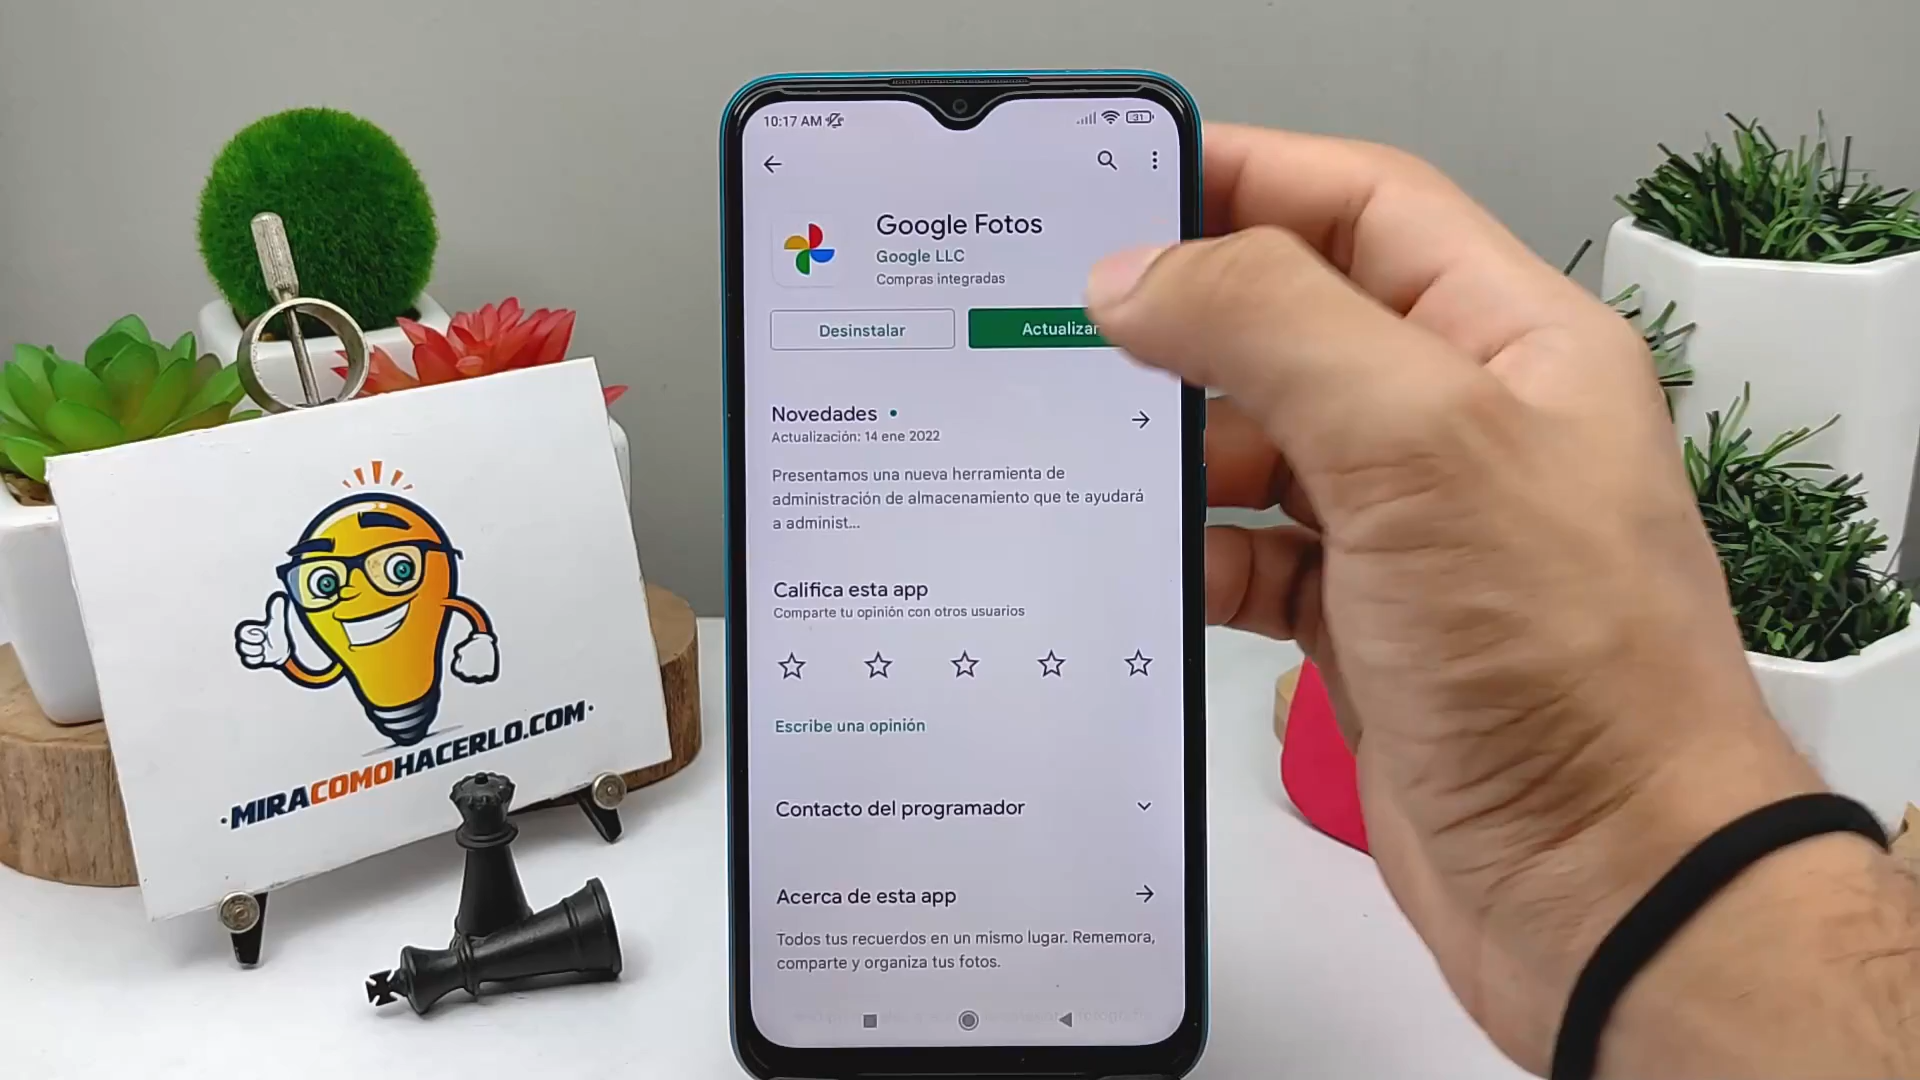 10:17 AM
31
Google Fotos
Google LLC
Compras integradas
Desinstalar
Actualizar
Novedades •
Actualización: 14 ene 2022
Presentamos una nueva herramienta de
administración de almacenamiento que te ayudará
a administ...
Califica esta app
Comparte tu opinión con otros usuarios
Escribe una opinión
Contacto del programador
Acerca de esta app
Todos tus recuerdos en un mismo lugar. Rememora,
comparte y organiza tus fotos.
·MIRACOMOHACERLO.COM·